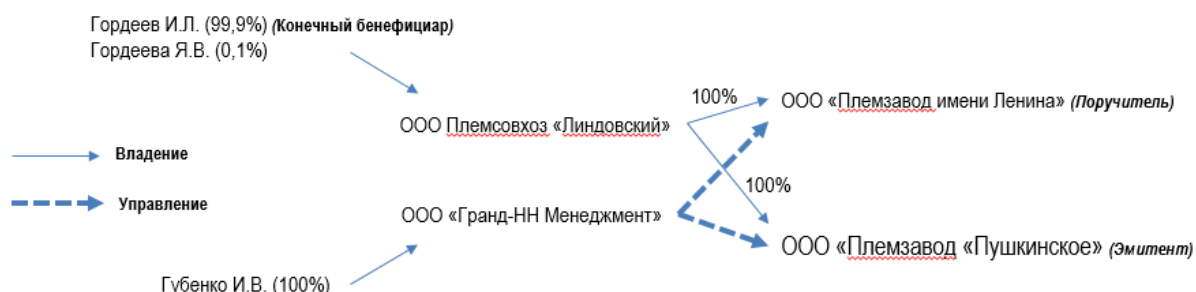 Гордеев И.Л. (99,9%) (Конечный бенефициар)
Гордеева Я.В. (0,1%)
100%
ООО «Племзавод имени Ленина» (Поручитель)
ООО Племсовхоз «Линдовский»
Владение
100%
Управление
ООО «Гранд-НН Менеджмент»
ООО «Племзавод «Пушкинское» (Эмитент)
Губенко И.В. (100%)